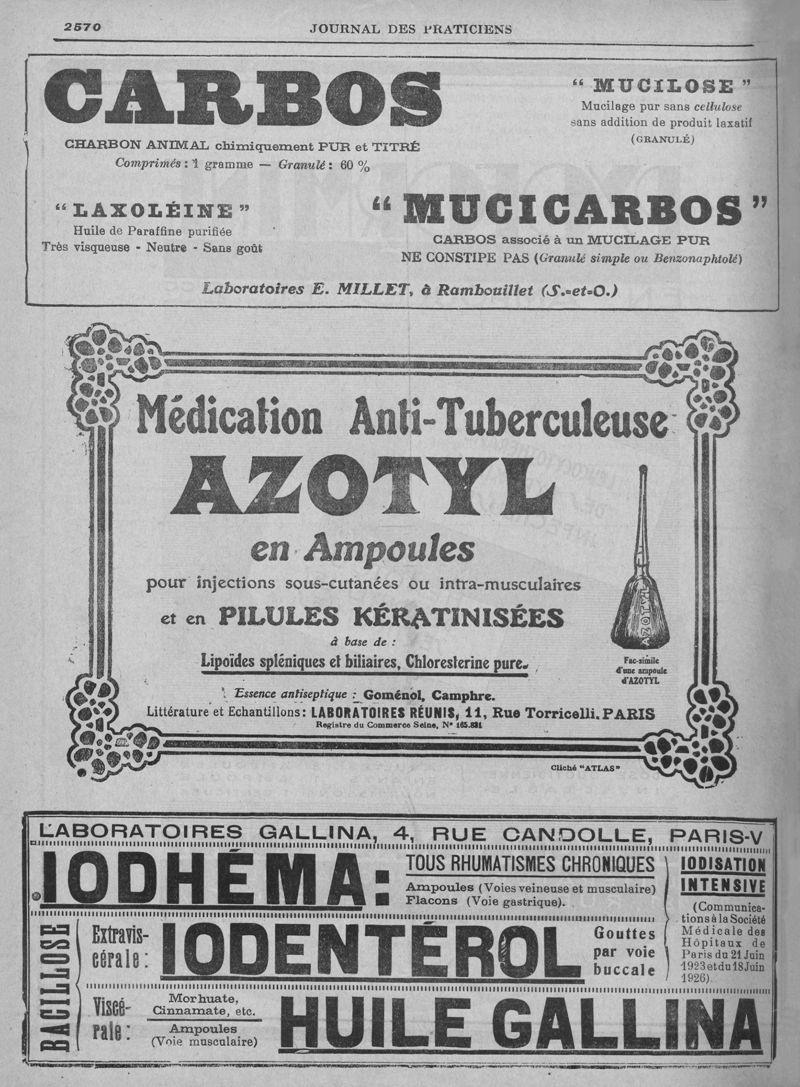 2570
JOURNAL DES PRATICIENS
CARBOS
CHARBON ANIMAL chimiquement PUR et TITRÉ
Comprimés : 1 gramme — Granulé : 60 %
“ MUCILOSE ”
Mucilage pur sans cellulose
sans addition de produit laxatif
(GRANULÉ)
“ LAXOLÉINE ”
Huile de Paraffine purifiée
Très visqueuse - Neutre - Sans goût
“ MUCICARBOS ”
CARBOS associé à un MUCILAGE PUR
NE CONSTIPE PAS (Granulé simple ou Benzonaphtolé)
Laboratoires E. MILLET, à Rambouillet (S.-et-O.)
Médication Anti-Tuberculeuse
AZOTYL
en Ampoules
pour injections sous-cutanées ou intra-musculaires
et en PILULES KÉRATINISÉES
à base de :
Lipoïdes spléniques et biliaires, Chloresterine pure.
AZOTYL
Fac-simile
d'une ampoule
d'AZOTYL
Essence antiseptique : Goménol, Camphre.
Littérature et Echantillons : LABORATOIRES RÉUNIS, 11, Rue Torricelli. PARIS
Registre du Commerce Seine, N° 165.831
Cliché “ATLAS”
LABORATOIRES GALLINA, 4, RUE CANDOLLE, PARIS-V
IODHÉMA :
TOUS RHUMATISMES CHRONIQUES
Ampoules (Voies veineuse et musculaire)
Flacons (Voie gastrique).
IODISATION
INTENSIVE
(Communica-
tions à la Société
Médicale des
Hôpitaux de
Paris du 21 Juin
1923 et du 18 Juin
1926).
BACILLOSE
Extravis-
cérale :
IODENTÉROL
Gouttes
par voie
buccale
Viscé-
rale :
Morhuate,
Cinnamate, etc.
Ampoules
(Voie musculaire)
HUILE GALLINA